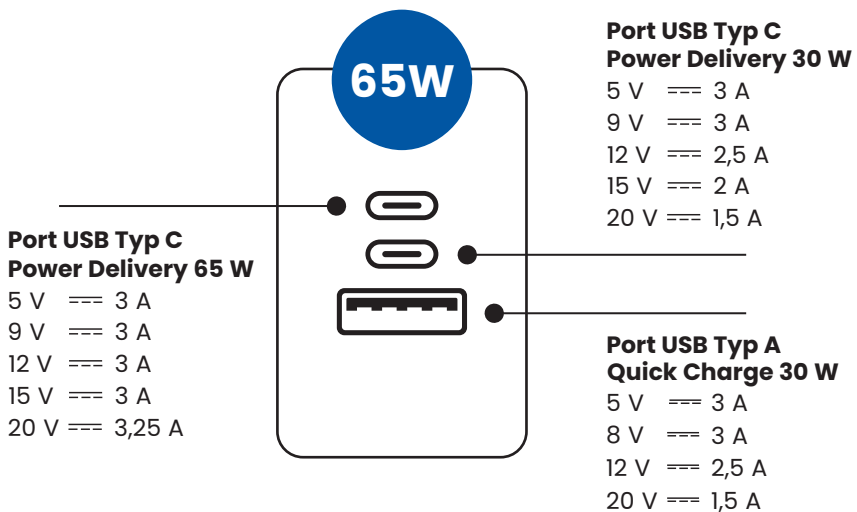 65W
Port USB Typ C
Power Delivery 65 W
5 V ⎓ 3 A
9 V ⎓ 3 A
12 V ⎓ 3 A
15 V ⎓ 3 A
20 V ⎓ 3,25 A
Port USB Typ C
Power Delivery 30 W
5 V ⎓ 3 A
9 V ⎓ 3 A
12 V ⎓ 2,5 A
15 V ⎓ 2 A
20 V ⎓ 1,5 A
Port USB Typ A
Quick Charge 30 W
5 V ⎓ 3 A
8 V ⎓ 3 A
12 V ⎓ 2,5 A
20 V ⎓ 1,5 A